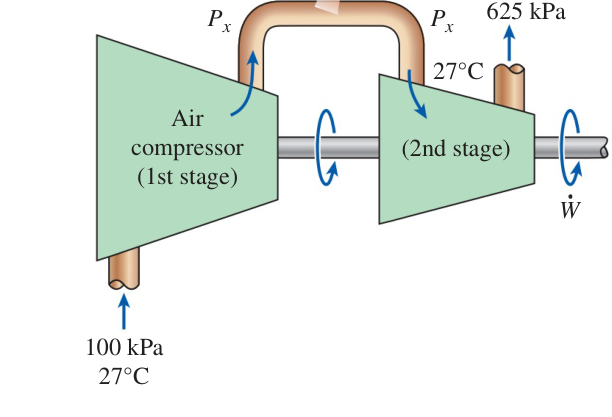 Pₓ
Pₓ
625 kPa
27°C
Air
compressor
(1st stage)
(2nd stage)
Ẇ
100 kPa
27°C